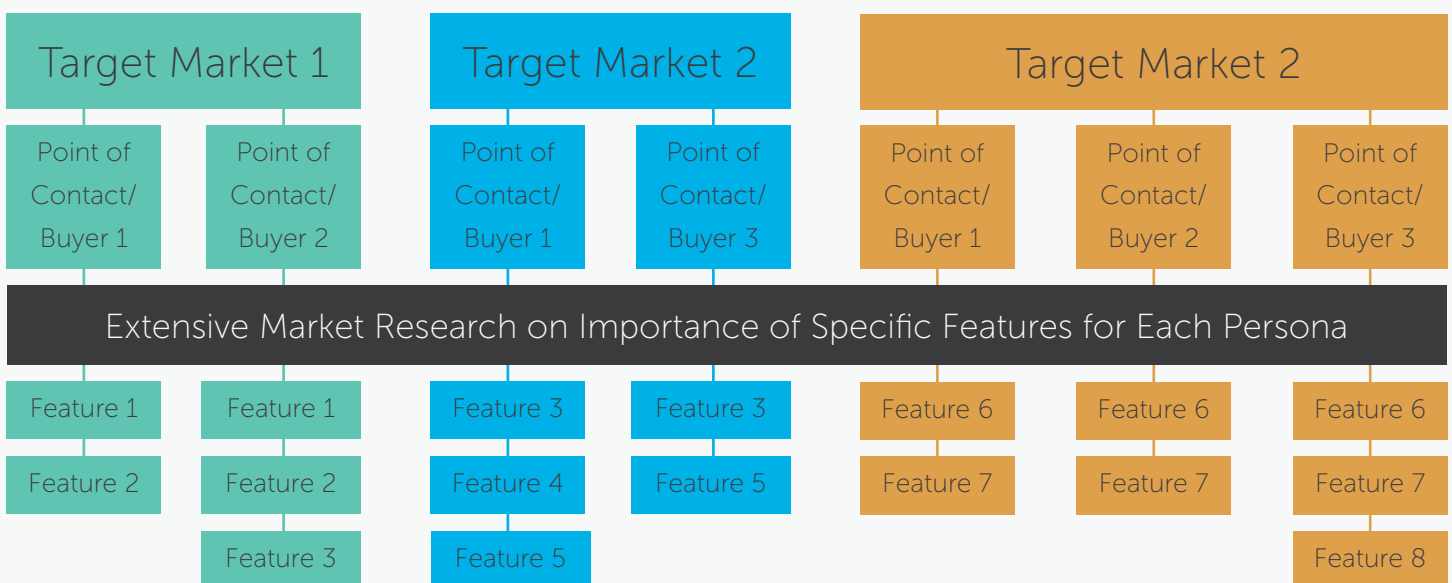 Target Market 1
Target Market 2
Target Market 2
Point of
Contact/
Buyer 1
Point of
Contact/
Buyer 2
Point of
Contact/
Buyer 1
Point of
Contact/
Buyer 3
Point of
Contact/
Buyer 1
Point of
Contact/
Buyer 2
Point of
Contact/
Buyer 3
Extensive Market Research on Importance of Specific Features for Each Persona
Feature 1
Feature 1
Feature 3
Feature 3
Feature 6
Feature 6
Feature 6
Feature 2
Feature 2
Feature 4
Feature 5
Feature 7
Feature 7
Feature 7
Feature 3
Feature 5
Feature 8